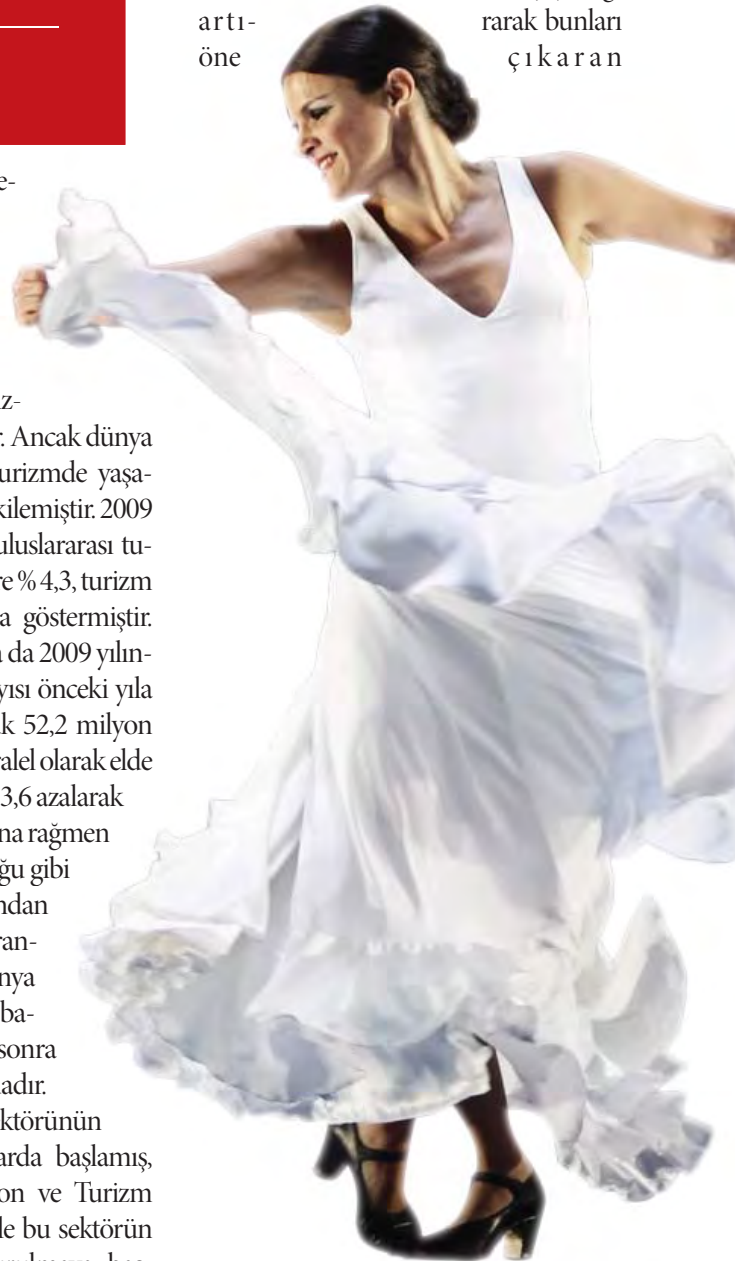 artı-
öne
rarak bunları
çıkaran
e-
z-
. Ancak dünya
urizmde yaşa-
kilemiştir. 2009
uluslararası tu-
re % 4,3, turizm
a göstermiştir.
a da 2009 yılın-
yısı önceki yıla
k 52,2 milyon
alel olarak elde
3,6 azalarak
na rağmen
ğu gibi
ından
ran-
nya
ba-
sonra
adır.
ktörünün
arda başlamış,
on ve Turizm
le bu sektörün